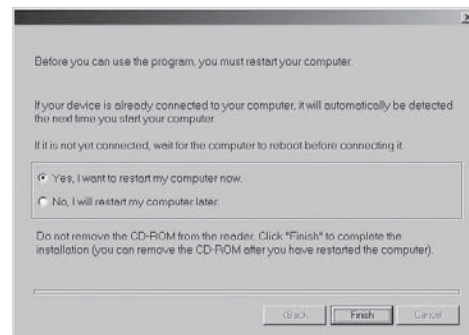 Before you can use the program, you must restart your computer.
If your device is already connected to your computer, it will automatically be detected
the next time you start your computer.
If it is not yet connected, wait for the computer to reboot before connecting it.
Yes, I want to restart my computer now.
No, I will restart my computer later.
Do not remove the CD-ROM from the reader. Click "Finish" to complete the
installation (you can remove the CD-ROM after you have restarted the computer).
<Back Finish Cancel